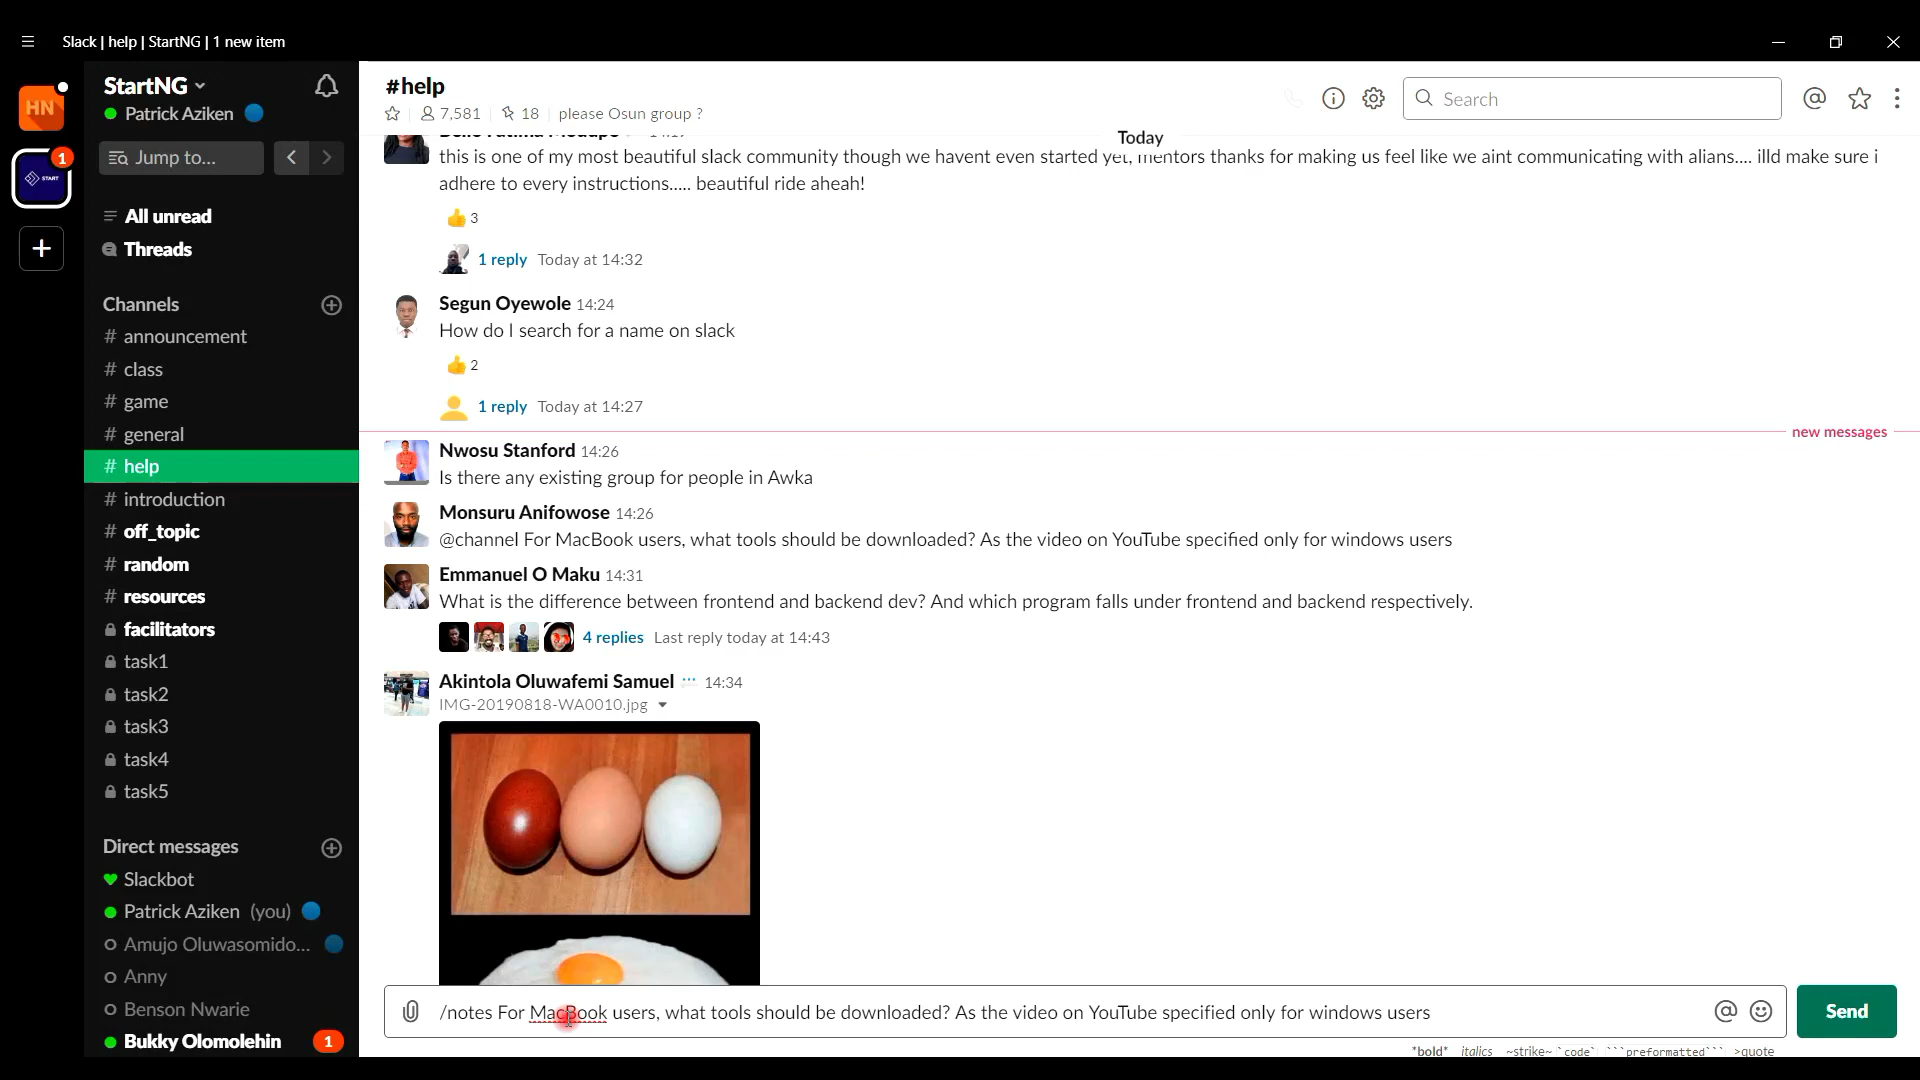 Slack | help | StartNG | 1 new item
HN
1
START
StartNG
Patrick Aziken
Jump to...
All unread
Threads
Channels
# announcement
# class
# game
# general
# help
# introduction
# off_topic
# random
# resources
facilitators
task1
task2
task3
task4
task5
Direct messages
Slackbot
Patrick Aziken (you)
Amujo Oluwasomido...
Anny
Benson Nwarie
Bukky Olomolehin 1
#help
7,581 | 18 | please Osun group ?
Search
Today
this is one of my most beautiful slack community though we havent even started yet, mentors thanks for making us feel like we aint communicating with alians.... illd make sure i
adhere to every instructions..... beautiful ride aheah!
3
1 reply Today at 14:32
Segun Oyewole 14:24
How do I search for a name on slack
2
1 reply Today at 14:27
new messages
Nwosu Stanford 14:26
Is there any existing group for people in Awka
Monsuru Anifowose 14:26
@channel For MacBook users, what tools should be downloaded? As the video on YouTube specified only for windows users
Emmanuel O Maku 14:31
What is the difference between frontend and backend dev? And which program falls under frontend and backend respectively.
4 replies Last reply today at 14:43
Akintola Oluwafemi Samuel 14:34
IMG-20190818-WA0010.jpg
/notes For MacBook users, what tools should be downloaded? As the video on YouTube specified only for windows users
Send
*bold* _italics_ ~strike~ `code` ```preformatted``` >quote